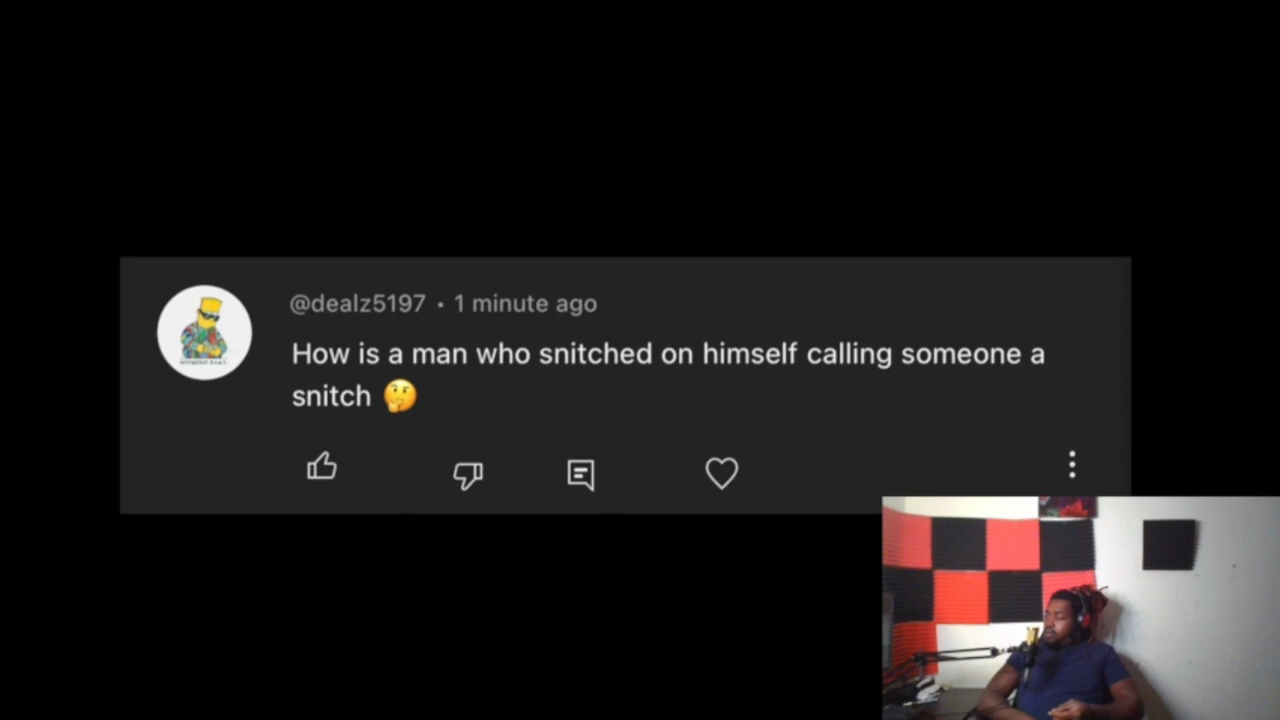 @dealz5197 • 1 minute ago
How is a man who snitched on himself calling someone a
snitch 🤔